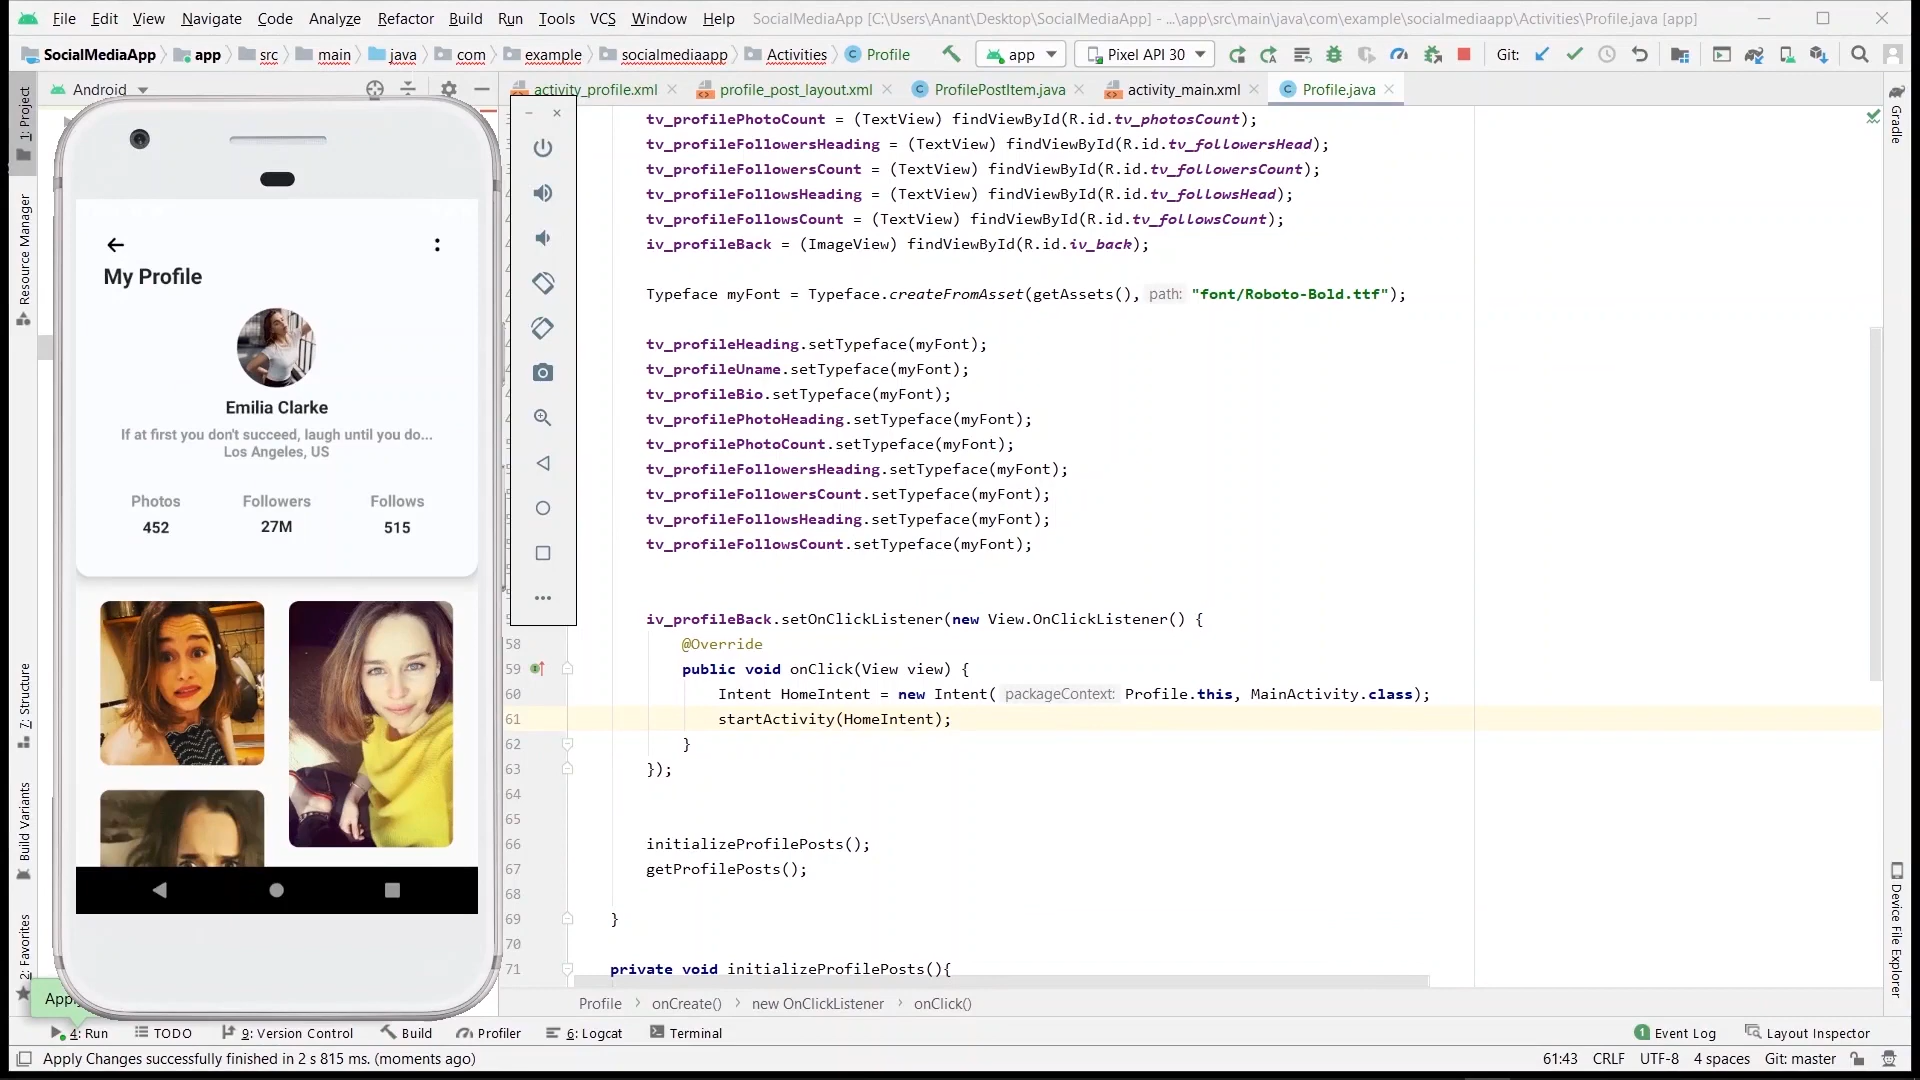 File Edit View Navigate Code Analyze Refactor Build Run Tools VCS Window Help SocialMediaApp [C:\Users\Anant\Desktop\SocialMediaApp] - ...\app\src\main\java\com\example\socialmediaapp\Activities\Profile.java [app]
SocialMediaApp app src main java com example socialmediaapp Activities Profile app Pixel API 30 Git:
Android activity_profile.xml profile_post_layout.xml ProfilePostItem.java activity_main.xml Profile.java
1: Project
Resource Manager
7: Structure
Build Variants
2: Favorites
My Profile
Emilia Clarke
If at first you don't succeed, laugh until you do...
Los Angeles, US
Photos Followers Follows
452 27M 515
tv_profilePhotoCount = (TextView) findViewById(R.id.tv_photosCount);
tv_profileFollowersHeading = (TextView) findViewById(R.id.tv_followersHead);
tv_profileFollowersCount = (TextView) findViewById(R.id.tv_followersCount);
tv_profileFollowsHeading = (TextView) findViewById(R.id.tv_followsHead);
tv_profileFollowsCount = (TextView) findViewById(R.id.tv_followsCount);
iv_profileBack = (ImageView) findViewById(R.id.iv_back);
Typeface myFont = Typeface.createFromAsset(getAssets(), path: "font/Roboto-Bold.ttf");
tv_profileHeading.setTypeface(myFont);
tv_profileUname.setTypeface(myFont);
tv_profileBio.setTypeface(myFont);
tv_profilePhotoHeading.setTypeface(myFont);
tv_profilePhotoCount.setTypeface(myFont);
tv_profileFollowersHeading.setTypeface(myFont);
tv_profileFollowersCount.setTypeface(myFont);
tv_profileFollowsHeading.setTypeface(myFont);
tv_profileFollowsCount.setTypeface(myFont);
iv_profileBack.setOnClickListener(new View.OnClickListener() {
58 @Override
59 public void onClick(View view) {
60 Intent HomeIntent = new Intent( packageContext: Profile.this, MainActivity.class);
61 startActivity(HomeIntent);
62 }
63 });
64
65
66 initializeProfilePosts();
67 getProfilePosts();
68
69 }
70
71 private void initializeProfilePosts(){
Gradle
Device File Explorer
Profile > onCreate() > new OnClickListener > onClick()
4: Run TODO 9: Version Control Build Profiler 6: Logcat Terminal 1 Event Log Layout Inspector
Apply Changes successfully finished in 2 s 815 ms. (moments ago) 61:43 CRLF UTF-8 4 spaces Git: master